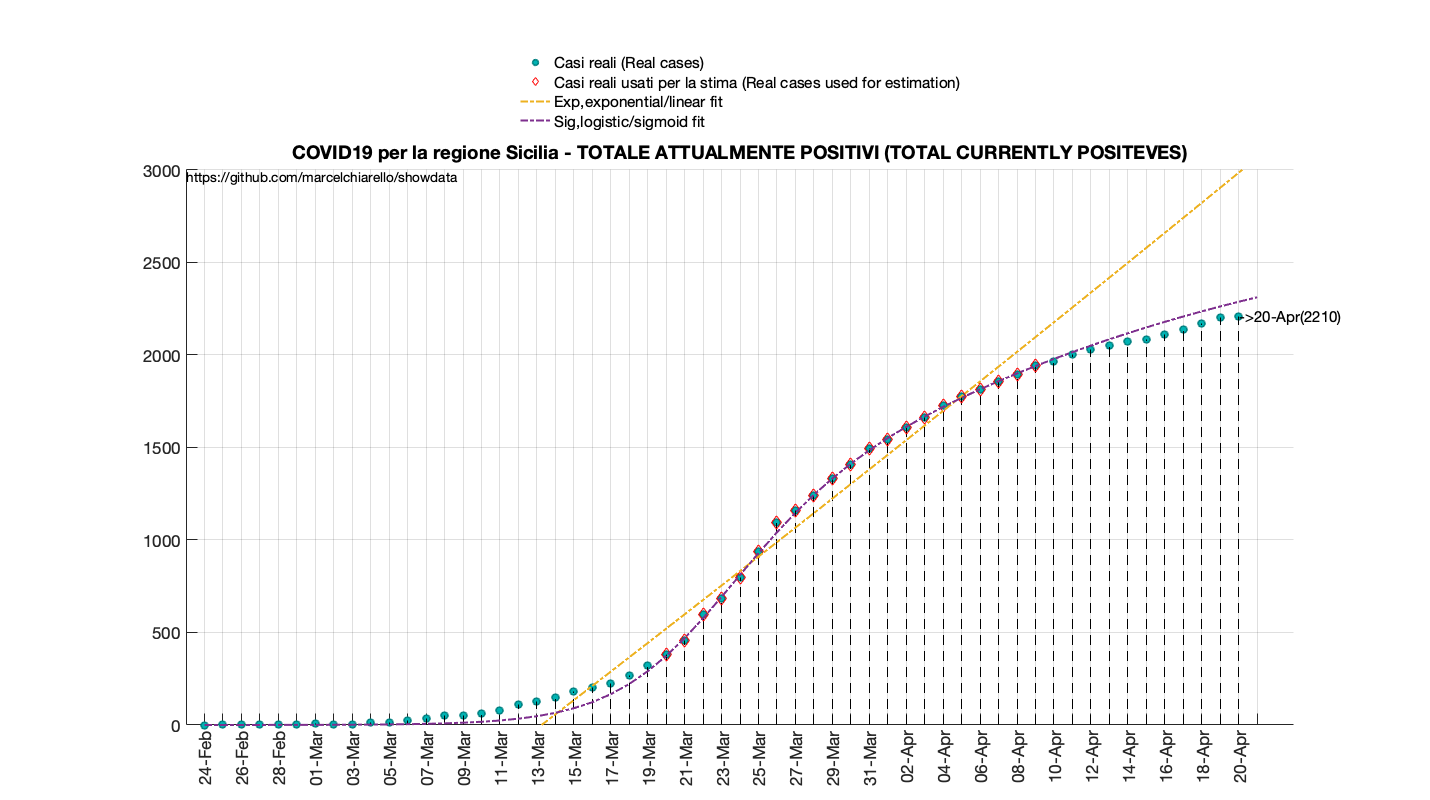 Casi reali (Real cases)
Casi reali usati per la stima (Real cases used for estimation)
Exp,exponential/linear fit
Sig,logistic/sigmoid fit
COVID19 per la regione Sicilia - TOTALE ATTUALMENTE POSITIVI (TOTAL CURRENTLY POSITEVES)
https://github.com/marcelchiarello/showdata
3000
2500
2000
1500
1000
500
0
>20-Apr(2210)
24-Feb
26-Feb
28-Feb
01-Mar
03-Mar
05-Mar
07-Mar
09-Mar
11-Mar
13-Mar
15-Mar
17-Mar
19-Mar
21-Mar
23-Mar
25-Mar
27-Mar
29-Mar
31-Mar
02-Apr
04-Apr
06-Apr
08-Apr
10-Apr
12-Apr
14-Apr
16-Apr
18-Apr
20-Apr